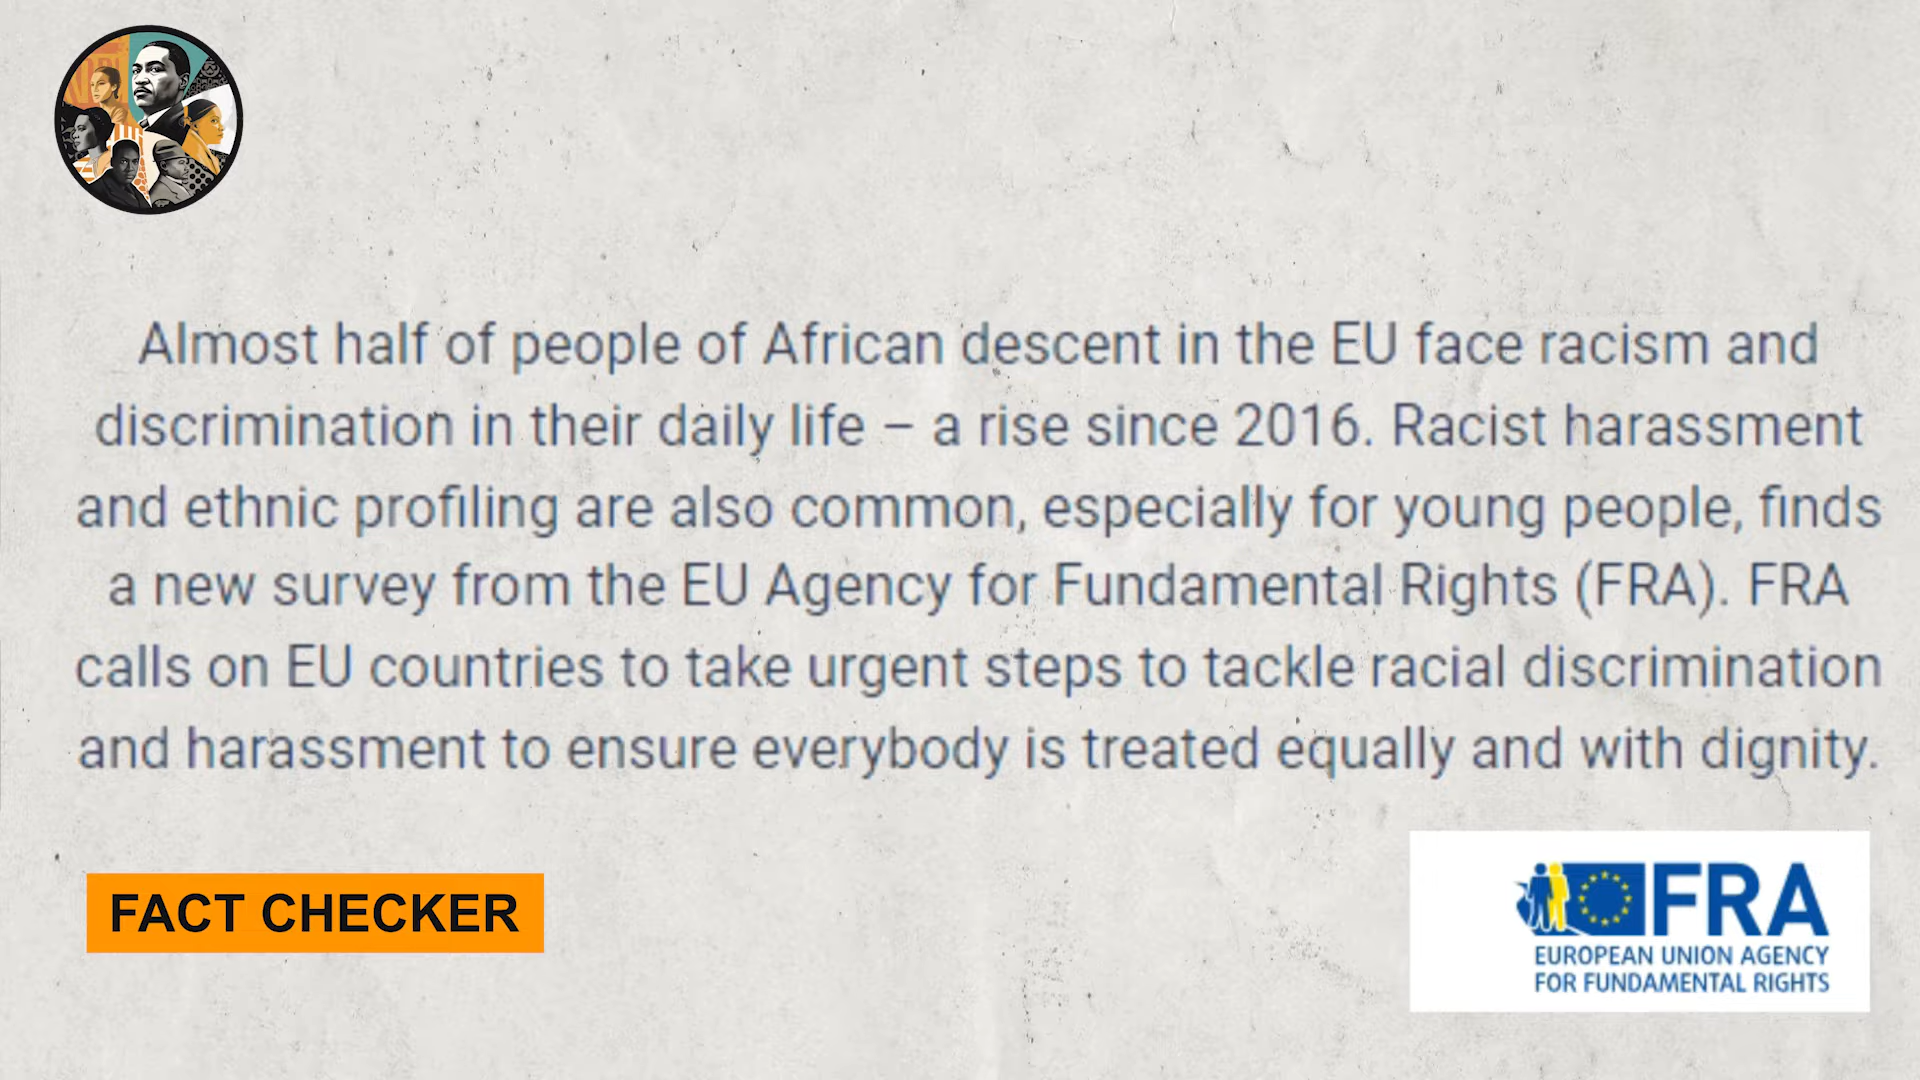 Almost half of people of African descent in the EU face racism and
discrimination in their daily life – a rise since 2016. Racist harassment
and ethnic profiling are also common, especially for young people, finds
a new survey from the EU Agency for Fundamental Rights (FRA). FRA
calls on EU countries to take urgent steps to tackle racial discrimination
and harassment to ensure everybody is treated equally and with dignity.
FACT CHECKER
FRA
EUROPEAN UNION AGENCY
FOR FUNDAMENTAL RIGHTS